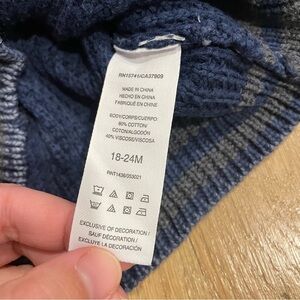 RN15741/CA37909
MADE IN CHINA
HECHO EN CHINA
FABRIQUÉ EN CHINE
BODY/CORPS/CUERPO
60% COTTON/
COTON/ALGODÓN
40% VISCOSE/VISCOSA
18-24M
EXCLUSIVE OF DECORATION /
SAUF DÉCORATION /
EXCLUYE LA DECORACIÓN